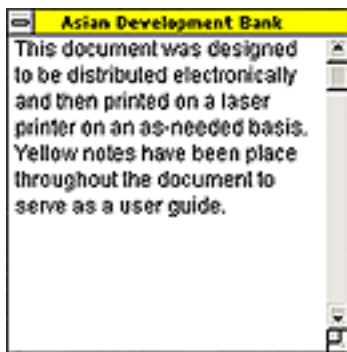 Asian Development Bank
This document was designed
to be distributed electronically
and then printed on a laser
printer on an as-needed basis.
Yellow notes have been place
throughout the document to
serve as a user guide.